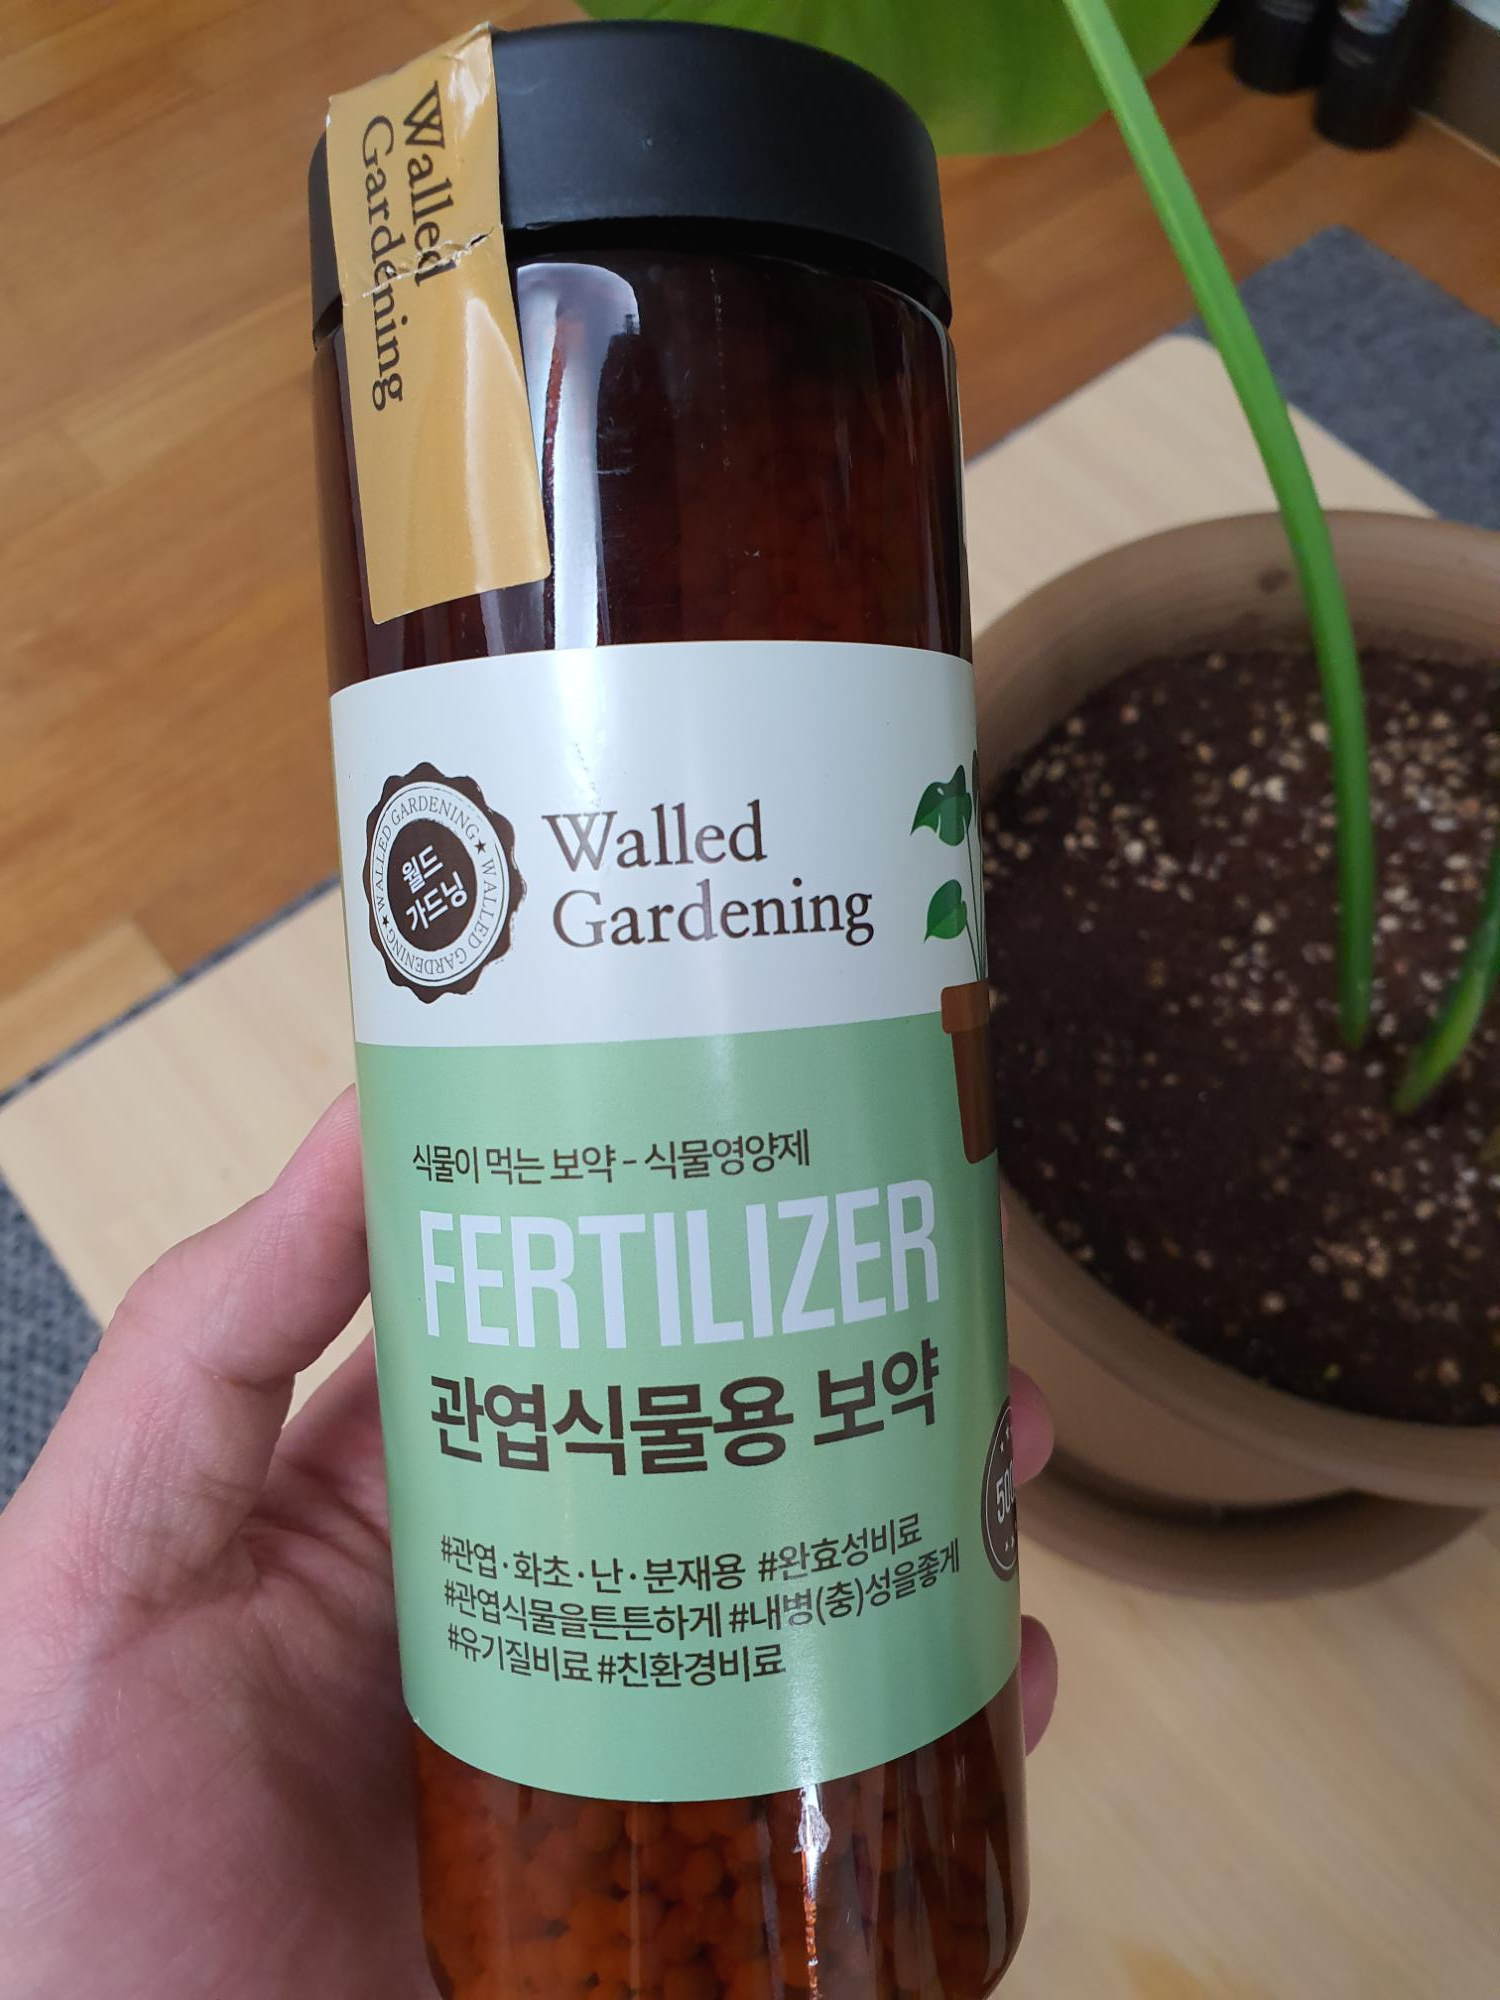 Walled
Gardening
WALLED GARDENING ★ WALLED GARDENING ★
월드
가드닝
Walled
Gardening
식물이 먹는 보약 - 식물영양제
FERTILIZER
관엽식물용 보약
#관엽·화초·난·분재용 #완효성비료
#관엽식물을튼튼하게 #내병(충)성을좋게
#유기질비료 #친환경비료